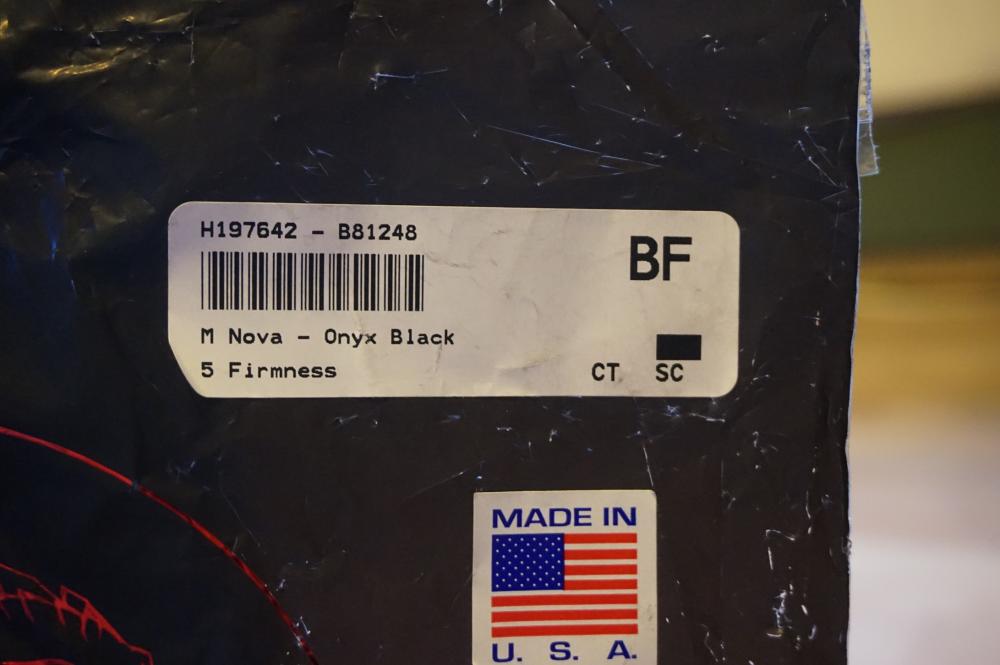 H197642 - B81248
BF
M Nova - Onyx Black
5 Firmness
CT SC
MADE IN
U. S. A.